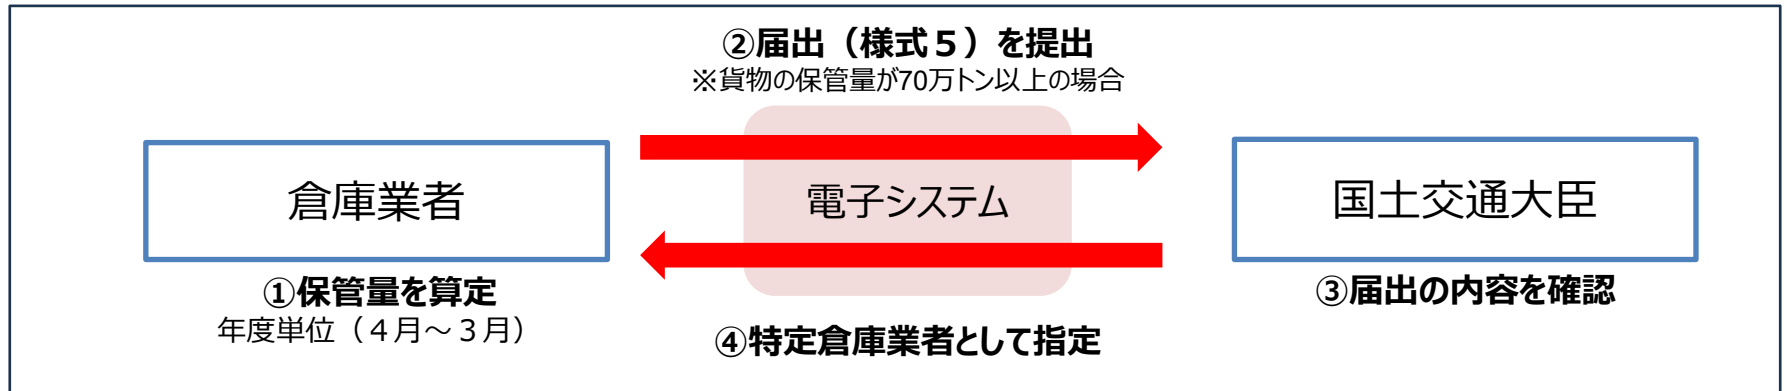 ②届出（様式５）を提出
※貨物の保管量が70万トン以上の場合
倉庫業者
電子システム
国土交通大臣
①保管量を算定
年度単位（４月～３月）
③届出の内容を確認
④特定倉庫業者として指定